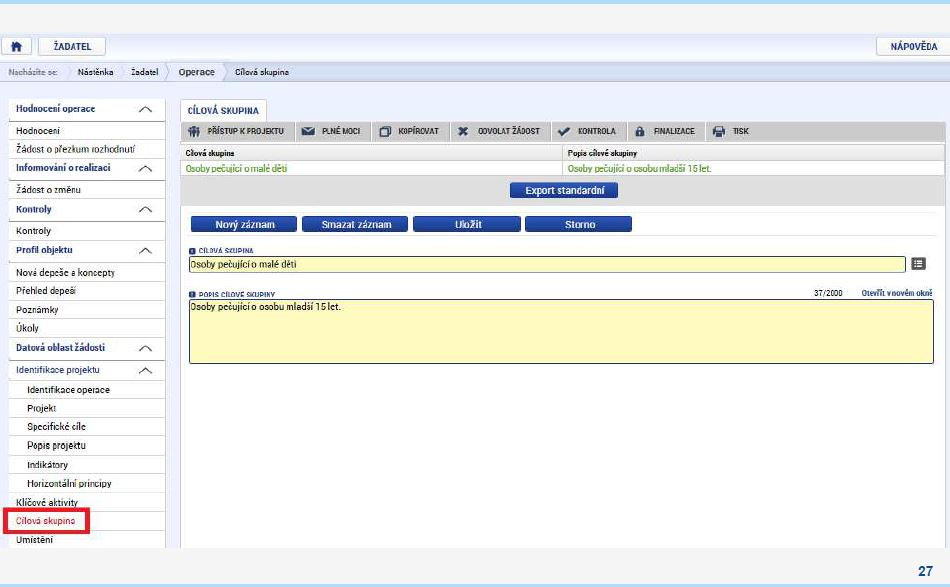 ŽADATEL
NÁPOVĚDA
Nacházíte se: Nástěnka Žadatel Operace Cílová skupina
Hodnocení operace
Hodnocení
Žádost o přezkum rozhodnutí
Informování o realizaci
Žádost o změnu
Kontroly
Kontroly
Profil objektu
Nová depeše a koncepty
Přehled depeší
Poznámky
Úkoly
Datová oblast žádosti
Identifikace projektu
Identifikace operace
Projekt
Specifické cíle
Popis projektu
Indikátory
Horizontální principy
Klíčové aktivity
Cílová skupina
Umístění
CÍLOVÁ SKUPINA
PŘÍSTUP K PROJEKTU PLNÉ MOCI KOPÍROVAT ODVOLAT ŽÁDOST KONTROLA FINALIZACE TISK
Cílová skupina Popis cílové skupiny
Osoby pečující o malé děti Osoby pečující o osobu mladší 15 let.
Export standardní
Nový záznam Smazat záznam Uložit Storno
CÍLOVÁ SKUPINA
Osoby pečující o malé děti
POPIS CÍLOVÉ SKUPINY 37/2000 Otevřít v novém okně
Osoby pečující o osobu mladší 15 let.
27